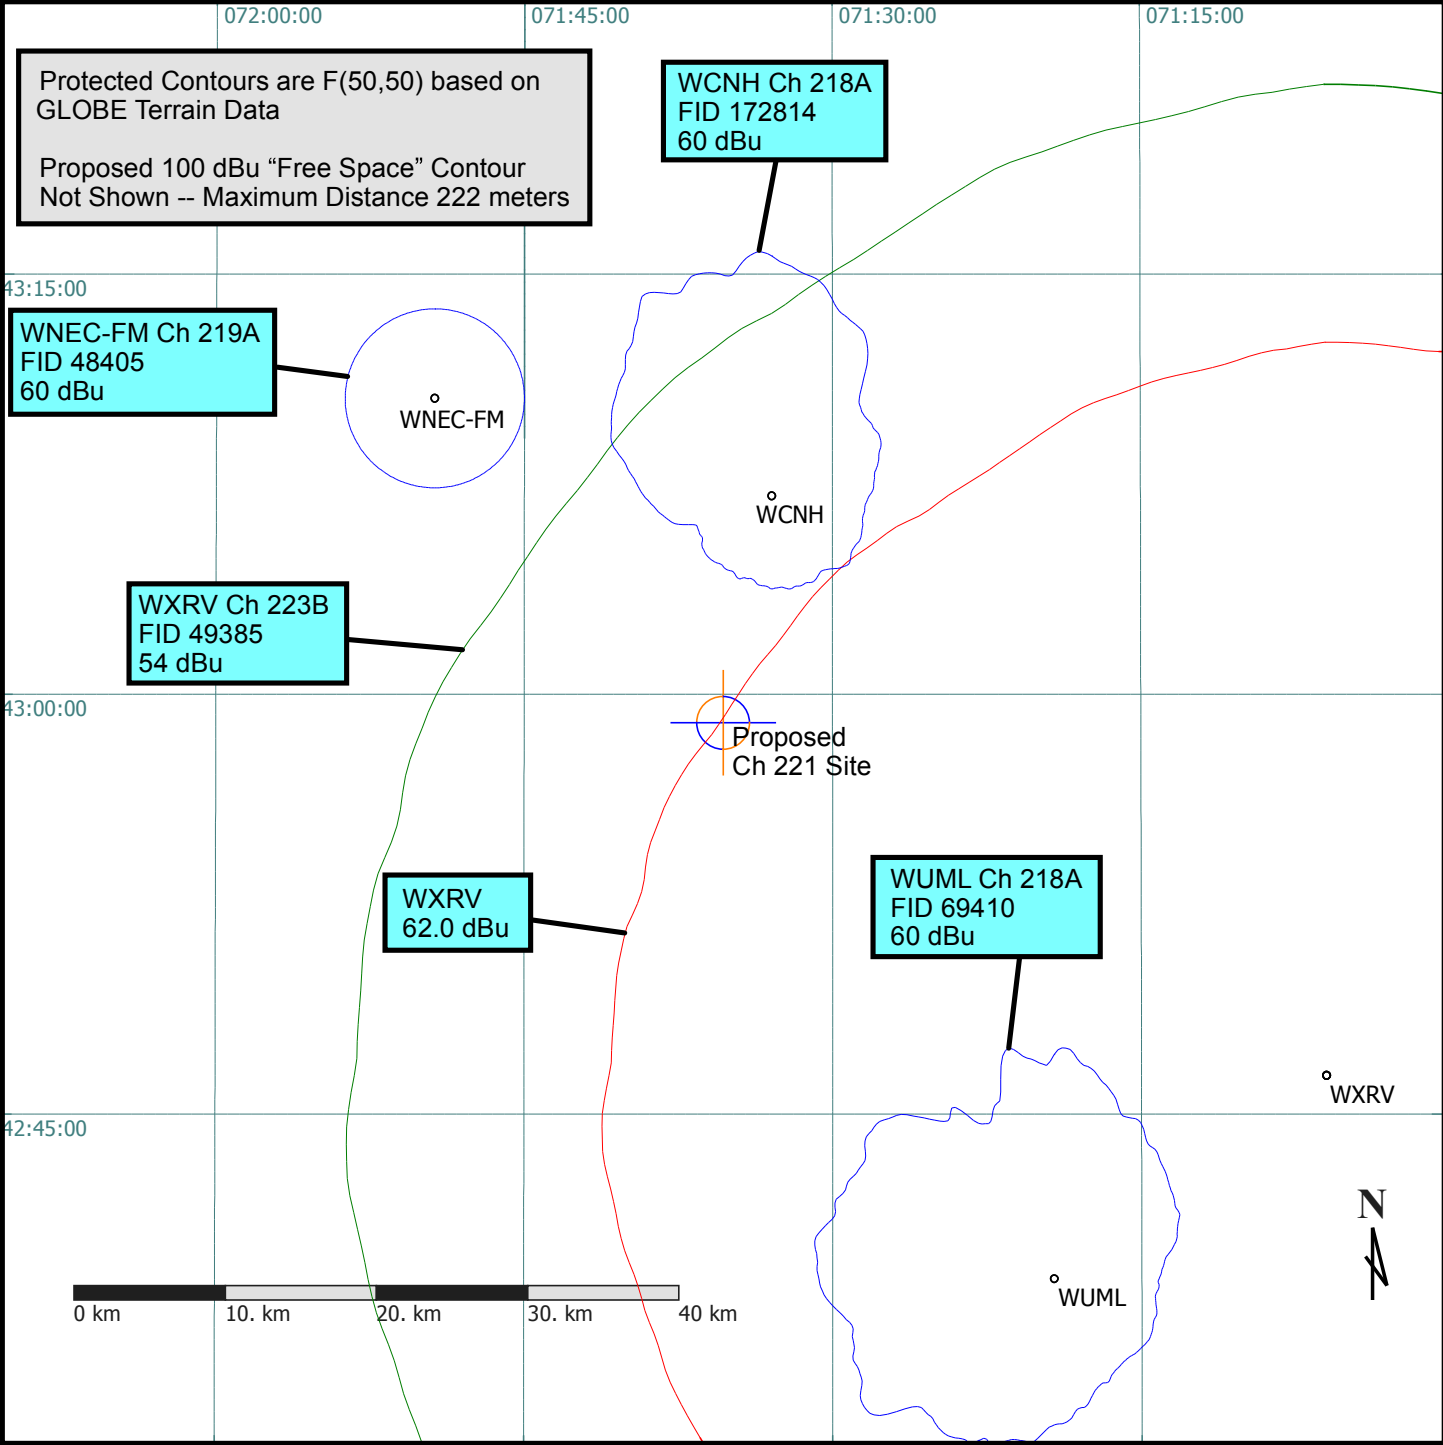 072:00:00
071:45:00
071:30:00
071:15:00
Protected Contours are F(50,50) based on
GLOBE Terrain Data
Proposed 100 dBu “Free Space” Contour
Not Shown -- Maximum Distance 222 meters
WCNH Ch 218A
FID 172814
60 dBu
43:15:00
WNEC-FM Ch 219A
FID 48405
60 dBu
WNEC-FM
WCNH
WXRV Ch 223B
FID 49385
54 dBu
43:00:00
Proposed
Ch 221 Site
WXRV
62.0 dBu
WUML Ch 218A
FID 69410
60 dBu
WXRV
42:45:00
N
WUML
0 km
10. km
20. km
30. km
40 km